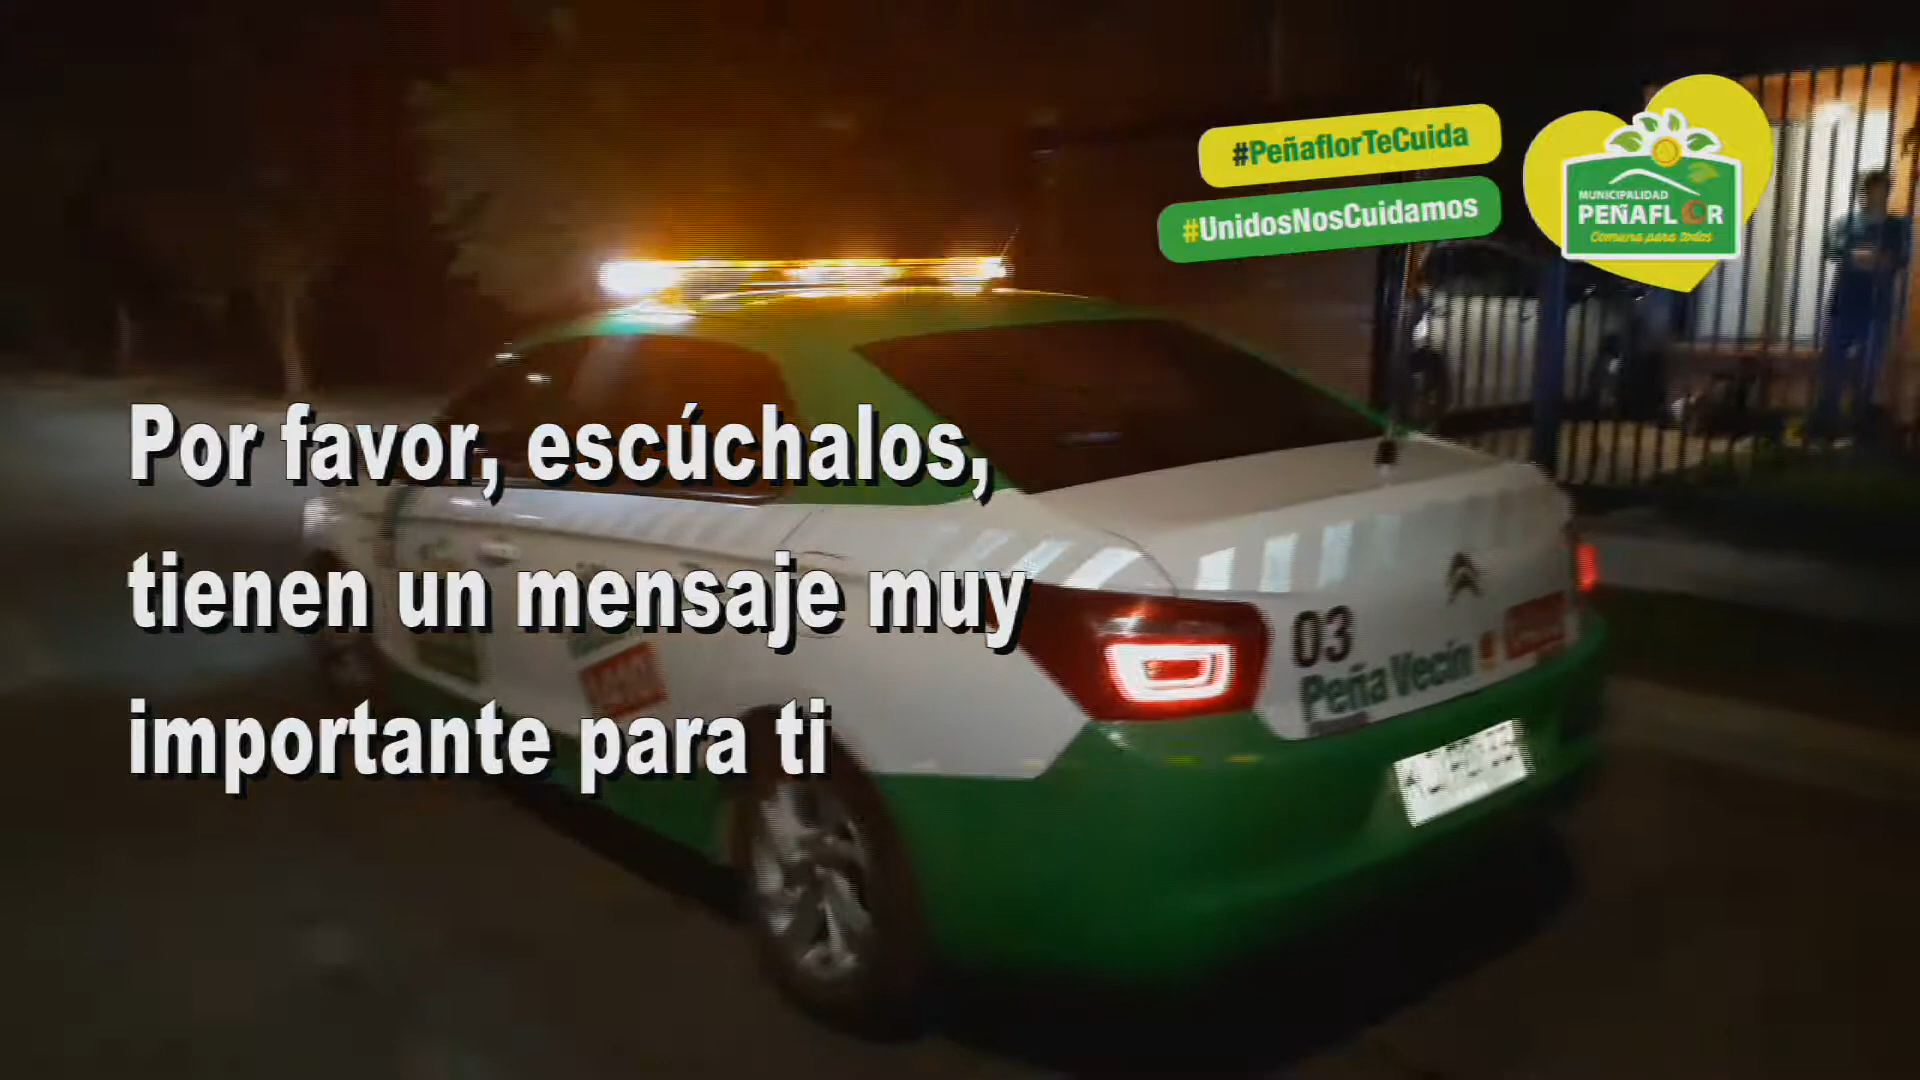 #PeñaflorTeCuida
#UnidosNosCuidamos
MUNICIPALIDAD
PEÑAFLOR
Comuna para todos
Por favor, escúchalos,
tienen un mensaje muy
importante para ti
03
Peña Vecin